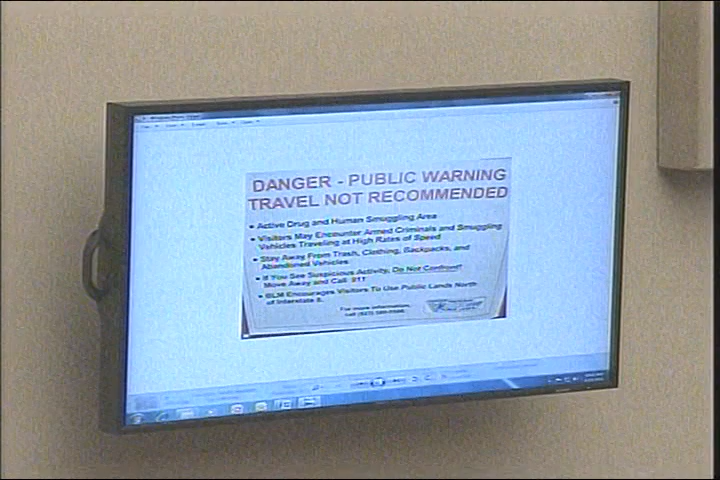 DANGER - PUBLIC WARNING
TRAVEL NOT RECOMMENDED
• Active Drug and Human Smuggling Area
• Visitors May Encounter Armed Criminals and Smuggling
Vehicles Traveling at High Rates of Speed
• Stay Away From Trash, Clothing, Backpacks, and
Abandoned Vehicles
• If You See Suspicious Activity, Do Not Confront!
Move Away and Call 911
• BLM Encourages Visitors To Use Public Lands North
of Interstate 8.
For more information,
call